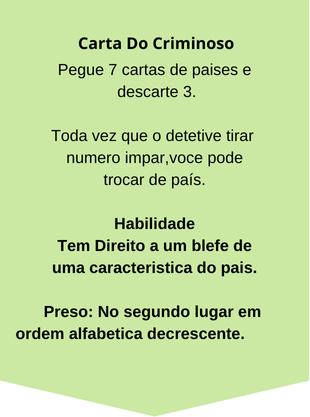 Carta Do Criminoso
Pegue 7 cartas de paises e
descarte 3.
Toda vez que o detetive tirar
numero impar,voce pode
trocar de país.
Habilidade
Tem Direito a um blefe de
uma caracteristica do pais.
Preso: No segundo lugar em
ordem alfabetica decrescente.